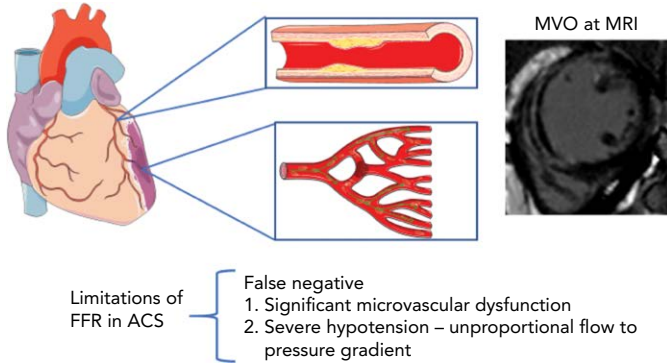 MVO at MRI
Limitations of
FFR in ACS
False negative
1. Significant microvascular dysfunction
2. Severe hypotension – unproportional flow to
pressure gradient